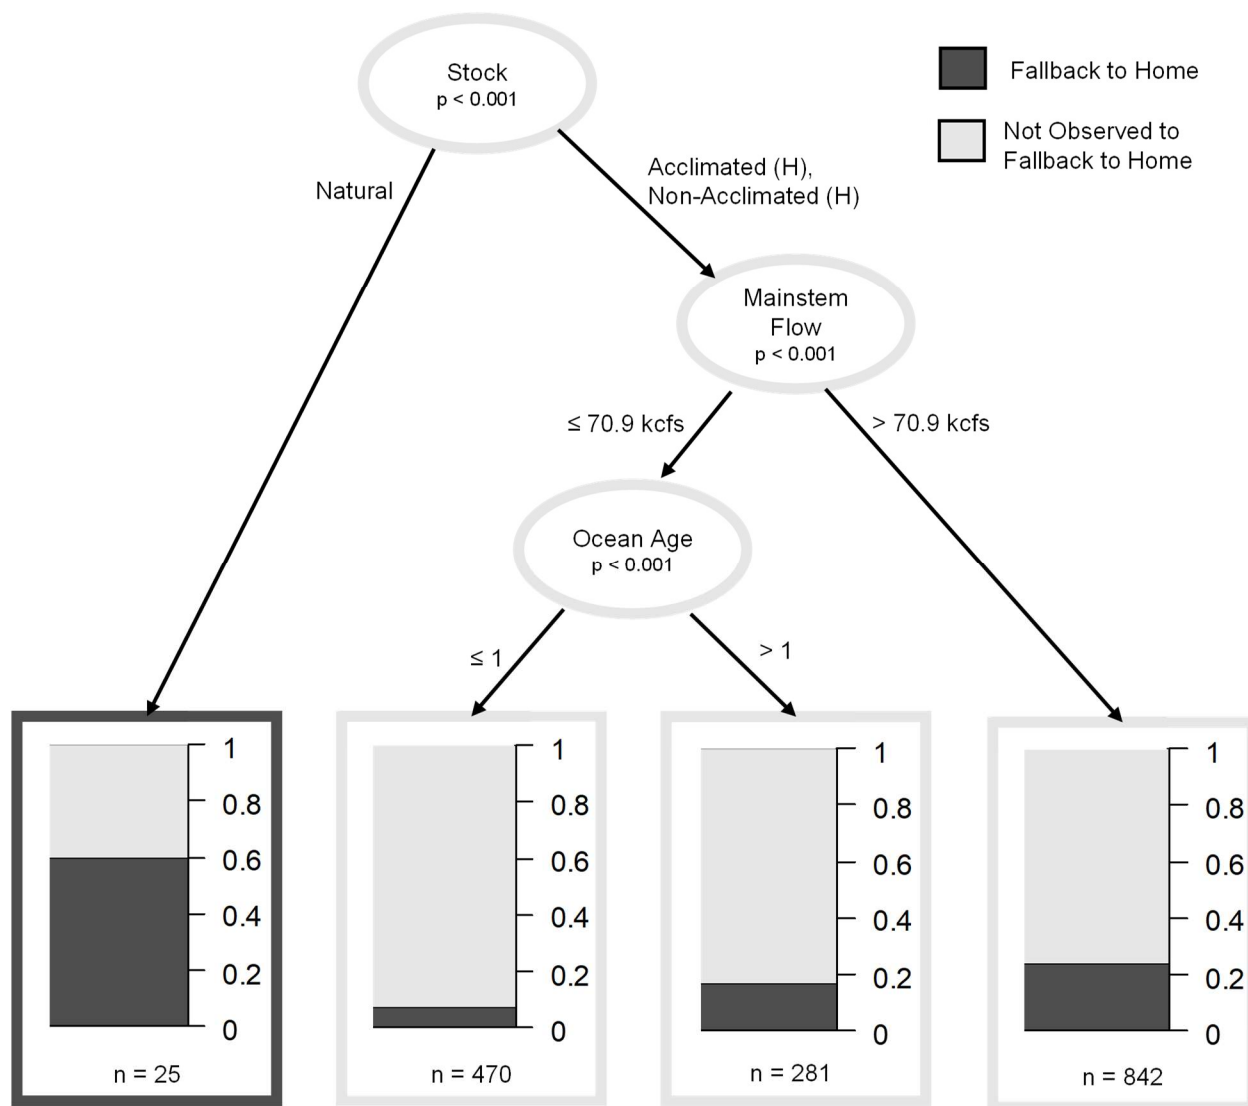 Stock
p < 0.001
Fallback to Home
Not Observed to
Fallback to Home
Natural
Acclimated (H),
Non-Acclimated (H)
Mainstem
Flow
p < 0.001
≤ 70.9 kcfs
> 70.9 kcfs
Ocean Age
p < 0.001
≤ 1
> 1
1
0.8
0.6
0.4
0.2
0
n = 25
1
0.8
0.6
0.4
0.2
0
n = 470
1
0.8
0.6
0.4
0.2
0
n = 281
1
0.8
0.6
0.4
0.2
0
n = 842